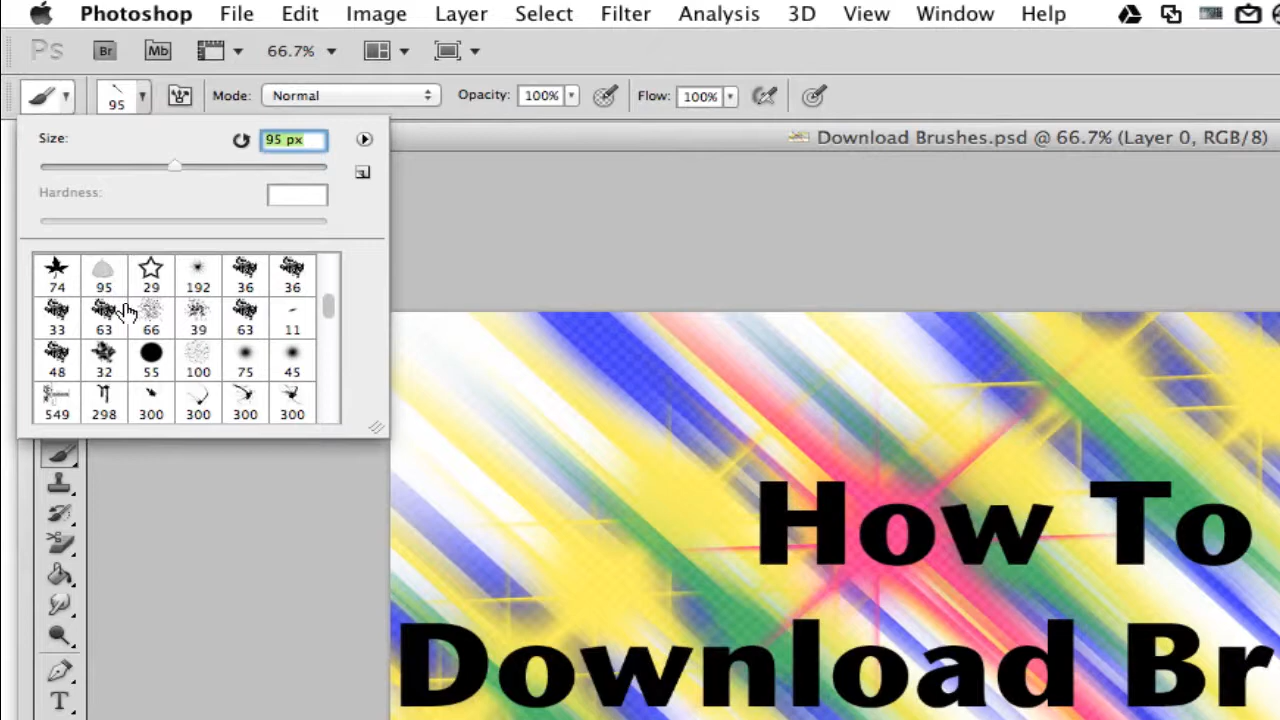 Photoshop File Edit Image Layer Select Filter Analysis 3D View Window Help
Ps Br Mb 66.7%
95 Mode: Normal Opacity: 100% Flow: 100%
Size: 95 px
Download Brushes.psd @ 66.7% (Layer 0, RGB/8)
Hardness:
74 95 29 192 36 36
33 63 66 39 63 11
48 32 55 100 75 45
549 298 300 300 300 300
How To
Download Br
T